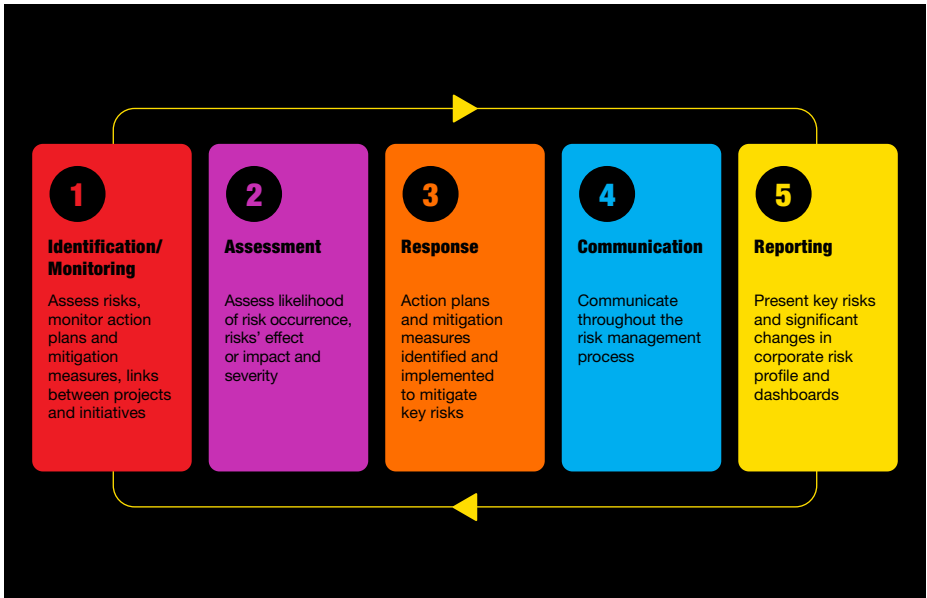 1
Identification/
Monitoring
Assess risks,
monitor action
plans and
mitigation
measures, links
between projects
and initiatives
2
Assessment
Assess likelihood
of risk occurrence,
risks' effect
or impact and
severity
3
Response
Action plans
and mitigation
measures
identified and
implemented
to mitigate
key risks
4
Communication
Communicate
throughout the
risk management
process
5
Reporting
Present key risks
and significant
changes in
corporate risk
profile and
dashboards